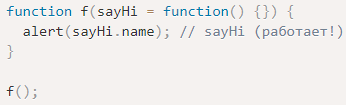 function f(sayHi = function() {}) {
  alert(sayHi.name); // sayHi (работает!)
}
f();